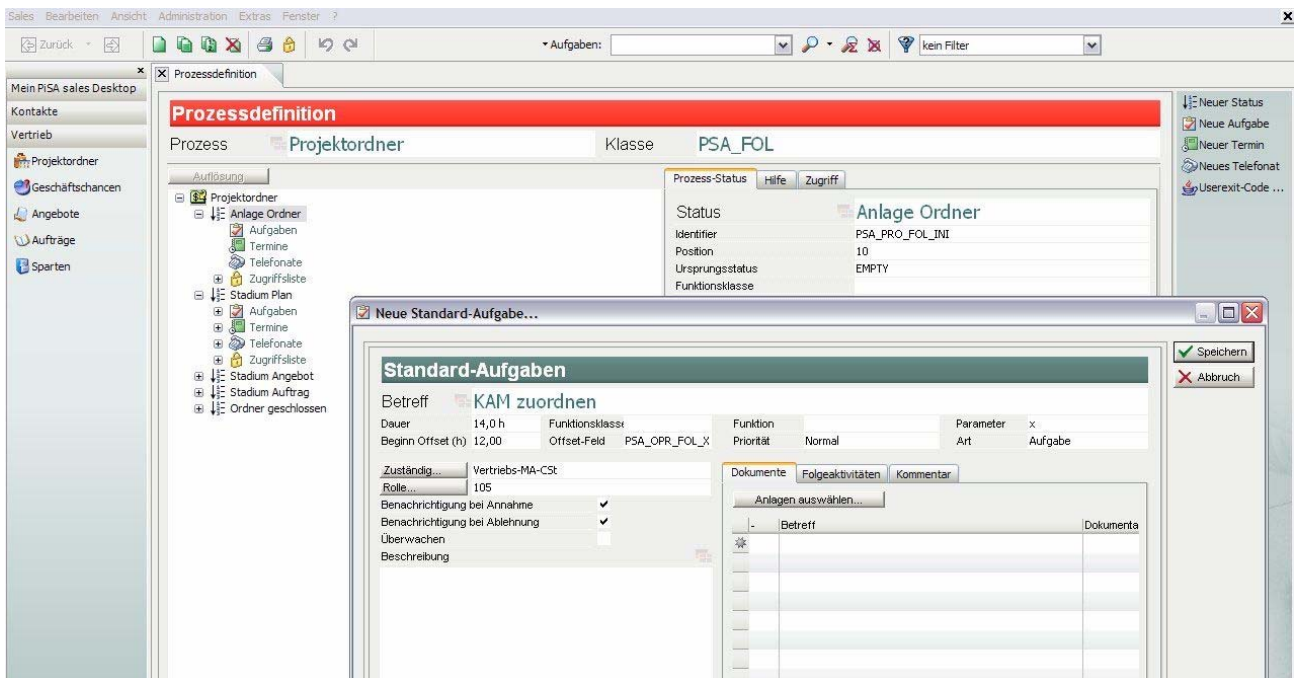 Sales Bearbeiten Ansicht Administration Extras Fenster ?
Zurück Aufgaben: kein Filter
Prozessdefinition
Mein PiSA sales Desktop
Kontakte
Vertrieb
Projektordner
Geschäftschancen
Angebote
Aufträge
Sparten
Prozessdefinition
Prozess Projektordner Klasse PSA_FOL
Auflösung
Projektordner
Anlage Ordner
Aufgaben
Termine
Telefonate
Zugriffsliste
Stadium Plan
Aufgaben
Termine
Telefonate
Zugriffsliste
Stadium Angebot
Stadium Auftrag
Ordner geschlossen
Prozess-Status Hilfe Zugriff
Status Anlage Ordner
Identifier PSA_PRO_FOL_INI
Position 10
Ursprungsstatus EMPTY
Funktionsklasse
Neuer Status
Neue Aufgabe
Neuer Termin
Neues Telefonat
Userexit-Code ...
Neue Standard-Aufgabe...
Speichern
Abbruch
Standard-Aufgaben
Betreff KAM zuordnen
Dauer 14,0 h Funktionsklasse Funktion Parameter x
Beginn Offset (h) 12,00 Offset-Feld PSA_OPR_FOL_X Priorität Normal Art Aufgabe
Zuständig... Vertriebs-MA-CSt
Rolle... 105
Benachrichtigung bei Annahme
Benachrichtigung bei Ablehnung
Überwachen
Beschreibung
Dokumente Folgeaktivitäten Kommentar
Anlagen auswählen...
- Betreff Dokumenta